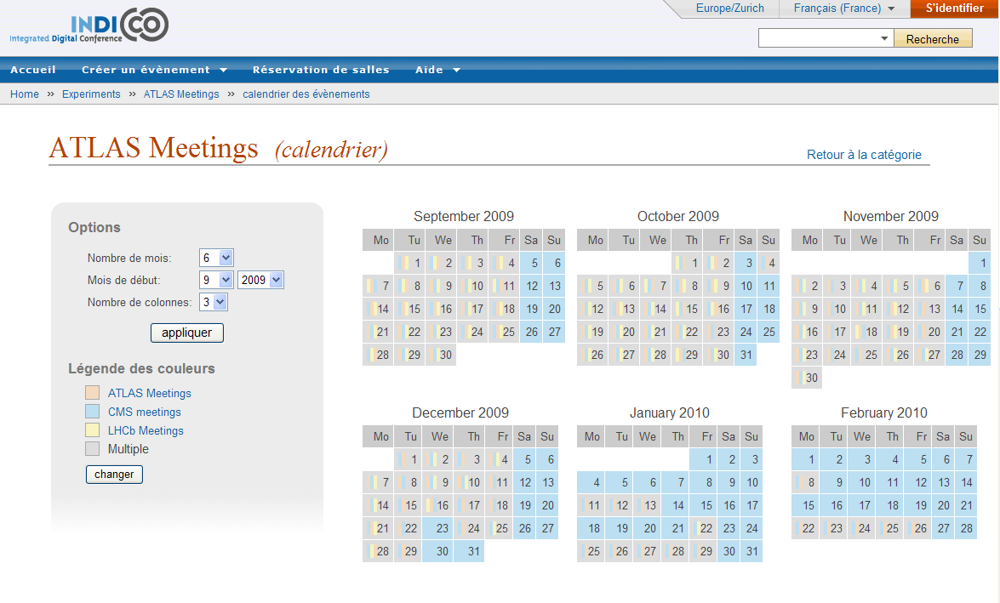 Europe/Zurich Français (France) S'identifier
INDICO
Integrated Digital Conference
Recherche
Accueil Créer un évènement Réservation de salles Aide
Home » Experiments » ATLAS Meetings » calendrier des évènements
ATLAS Meetings (calendrier)
Retour à la catégorie
Options
Nombre de mois: 6
Mois de début: 9 2009
Nombre de colonnes: 3
appliquer
Légende des couleurs
ATLAS Meetings
CMS meetings
LHCb Meetings
Multiple
changer
September 2009
Mo Tu We Th Fr Sa Su
1 2 3 4 5 6
7 8 9 10 11 12 13
14 15 16 17 18 19 20
21 22 23 24 25 26 27
28 29 30
October 2009
Mo Tu We Th Fr Sa Su
1 2 3 4
5 6 7 8 9 10 11
12 13 14 15 16 17 18
19 20 21 22 23 24 25
26 27 28 29 30 31
November 2009
Mo Tu We Th Fr Sa Su
1
2 3 4 5 6 7 8
9 10 11 12 13 14 15
16 17 18 19 20 21 22
23 24 25 26 27 28 29
30
December 2009
Mo Tu We Th Fr Sa Su
1 2 3 4 5 6
7 8 9 10 11 12 13
14 15 16 17 18 19 20
21 22 23 24 25 26 27
28 29 30 31
January 2010
Mo Tu We Th Fr Sa Su
1 2 3
4 5 6 7 8 9 10
11 12 13 14 15 16 17
18 19 20 21 22 23 24
25 26 27 28 29 30 31
February 2010
Mo Tu We Th Fr Sa Su
1 2 3 4 5 6 7
8 9 10 11 12 13 14
15 16 17 18 19 20 21
22 23 24 25 26 27 28